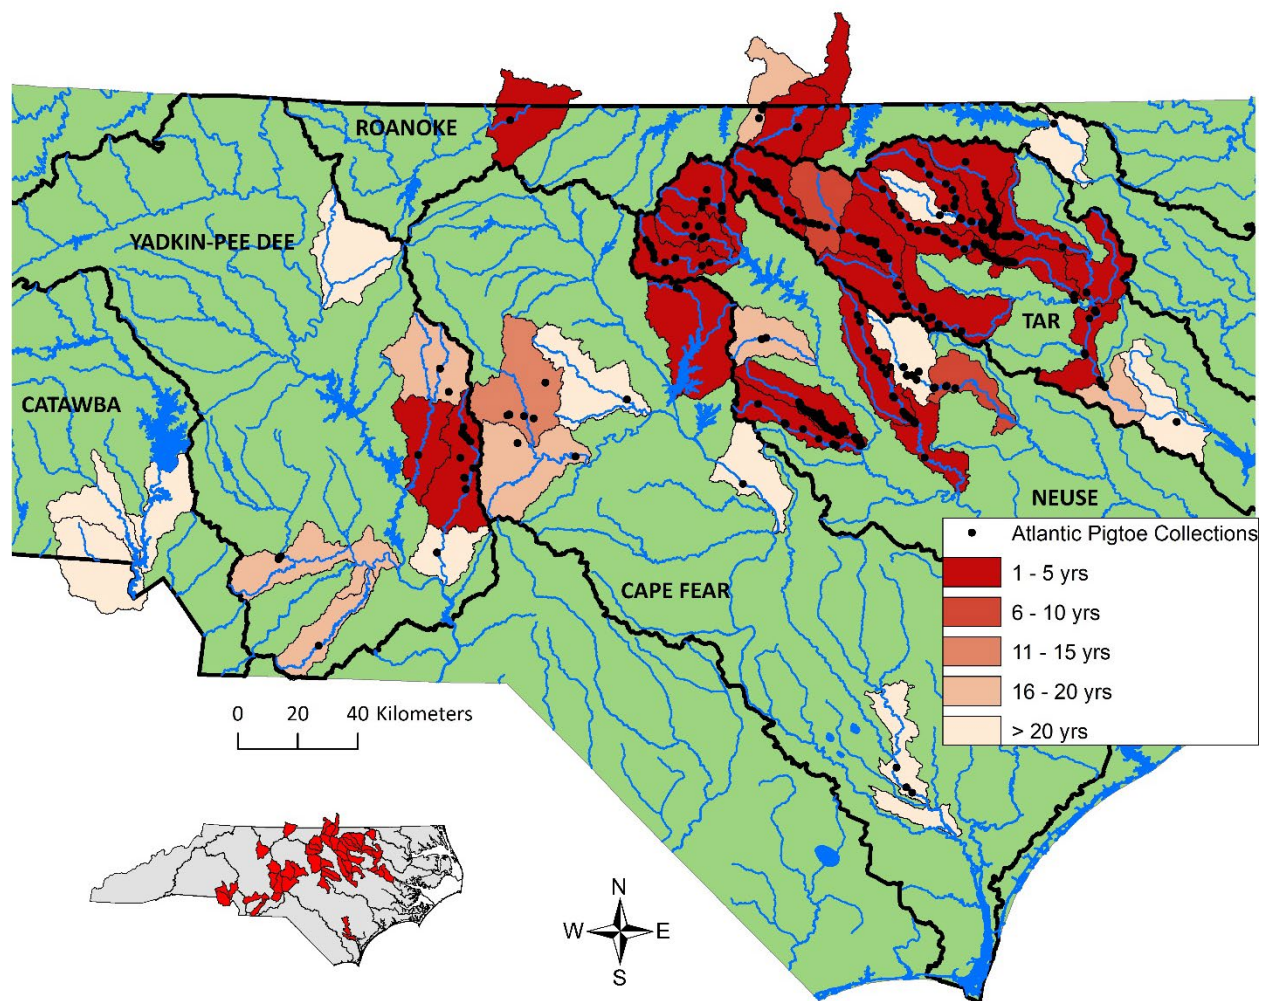 ROANOKE
YADKIN-PEE DEE
TAR
CATAWBA
NEUSE
Atlantic Pigtoe Collections
1 - 5 yrs
6 - 10 yrs
11 - 15 yrs
16 - 20 yrs
> 20 yrs
CAPE FEAR
0 20 40 Kilometers
N
W E
S